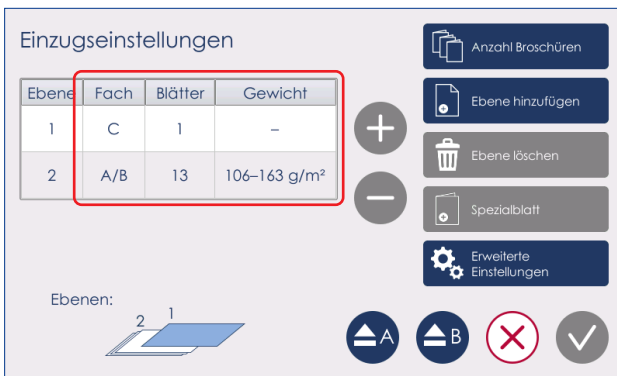 Einzugseinstellungen
Ebene Fach Blätter Gewicht
1 C 1 –
2 A/B 13 106–163 g/m²
Anzahl Broschüren
Ebene hinzufügen
Ebene löschen
Spezialblatt
Erweiterte
Einstellungen
Ebenen:
2 1
A B